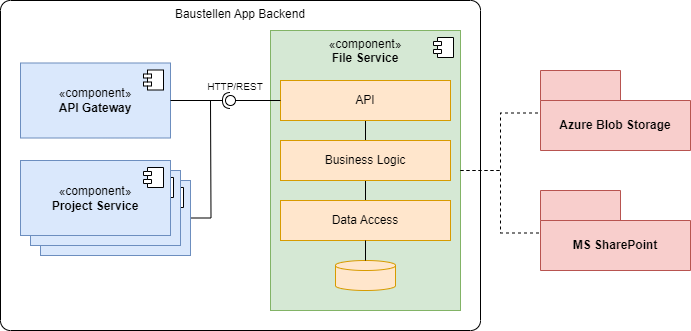 Baustellen App Backend
«component»
API Gateway
«component»
Project Service
HTTP/REST
«component»
File Service
API
Business Logic
Data Access
Azure Blob Storage
MS SharePoint